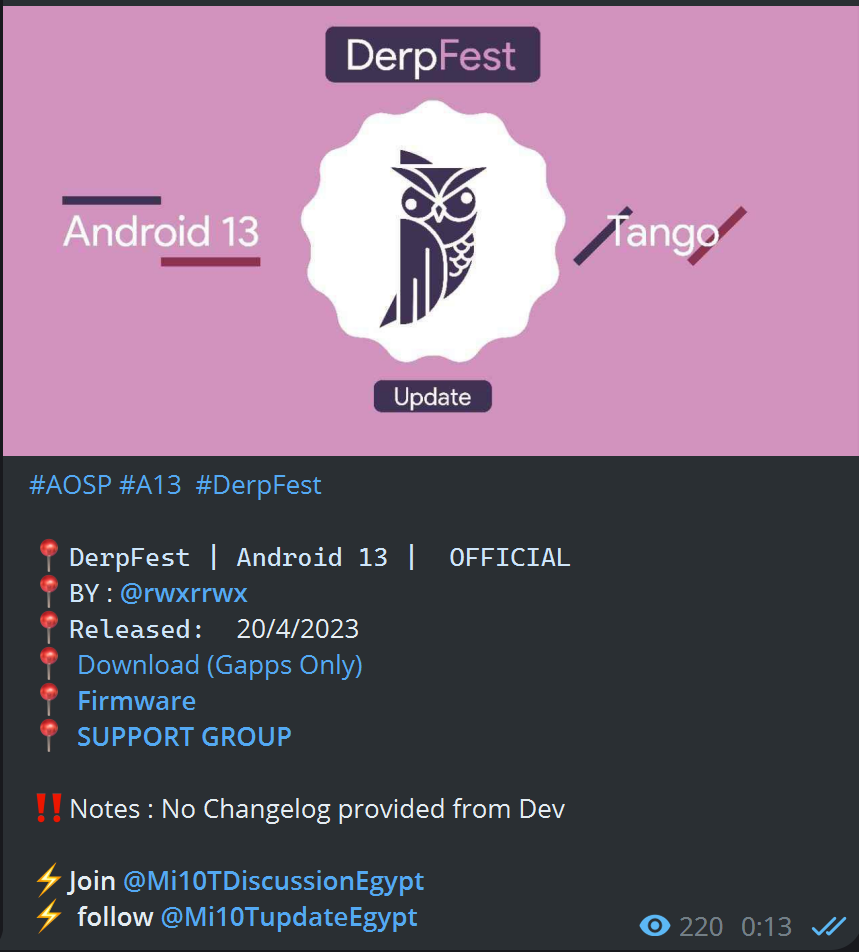 DerpFest
Android 13
Tango
Update
#AOSP #A13 #DerpFest
📍DerpFest | Android 13 | OFFICIAL
📍BY : @rwxrrwx
📍Released: 20/4/2023
📍 Download (Gapps Only)
📍 Firmware
📍 SUPPORT GROUP
‼️Notes : No Changelog provided from Dev
⚡Join @Mi10TDiscussionEgypt
⚡ follow @Mi10TupdateEgypt
220 0:13